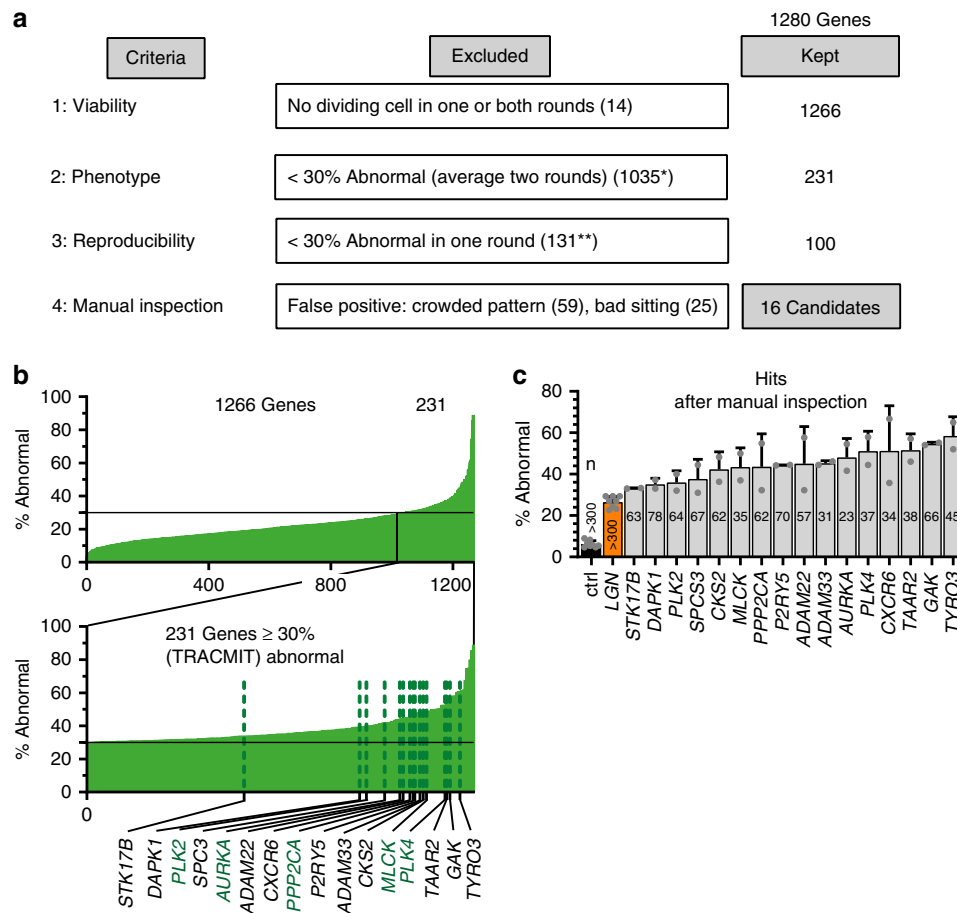 a
1280 Genes
Criteria
Excluded
Kept
1: Viability
No dividing cell in one or both rounds (14)
1266
2: Phenotype
< 30% Abnormal (average two rounds) (1035*)
231
3: Reproducibility
< 30% Abnormal in one round (131**)
100
4: Manual inspection
False positive: crowded pattern (59), bad sitting (25)
16 Candidates
b
% Abnormal
100
80
60
40
20
0
1266 Genes
231
0
400
800
1200
% Abnormal
100
80
60
40
20
0
231 Genes ≥ 30%
(TRACMIT) abnormal
0
STK17B
DAPK1
PLK2
SPC3
AURKA
ADAM22
CXCR6
PPP2CA
P2RY5
ADAM33
CKS2
MLCK
PLK4
TAAR2
GAK
TYRO3
c
Hits
after manual inspection
% Abnormal
80
60
40
20
0
n
>300
>300
63
78
64
67
62
35
62
70
57
31
23
37
34
38
66
45
ctrl
LGN
STK17B
DAPK1
PLK2
SPCS3
CKS2
MLCK
PPP2CA
P2RY5
ADAM22
ADAM33
AURKA
PLK4
CXCR6
TAAR2
GAK
TYRO3